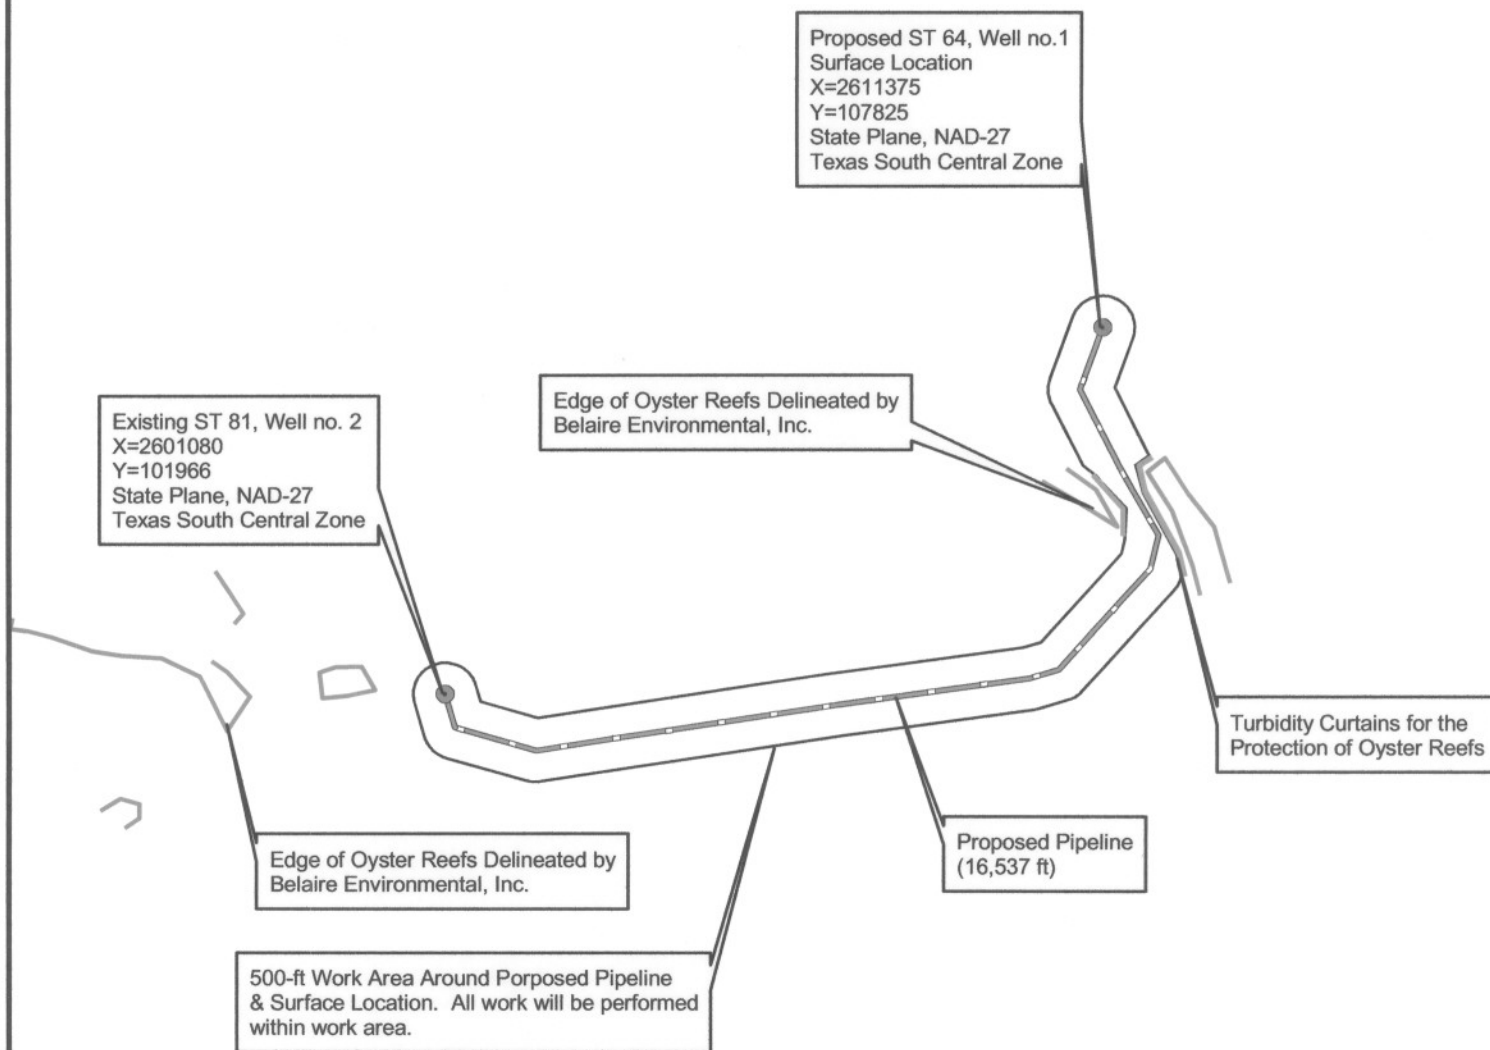 Proposed ST 64, Well no.1
Surface Location
X=2611375
Y=107825
State Plane, NAD-27
Texas South Central Zone
Edge of Oyster Reefs Delineated by
Belaire Environmental, Inc.
Existing ST 81, Well no. 2
X=2601080
Y=101966
State Plane, NAD-27
Texas South Central Zone
Turbidity Curtains for the
Protection of Oyster Reefs
Proposed Pipeline
(16,537 ft)
Edge of Oyster Reefs Delineated by
Belaire Environmental, Inc.
500-ft Work Area Around Porposed Pipeline
& Surface Location.  All work will be performed
within work area.